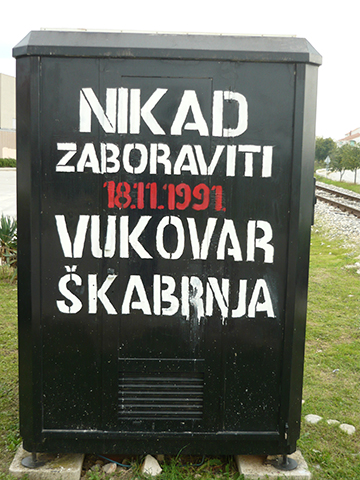 NIKAD
ZABORAVITI
18.11.1991
VUKOVAR
ŠKABRNJA